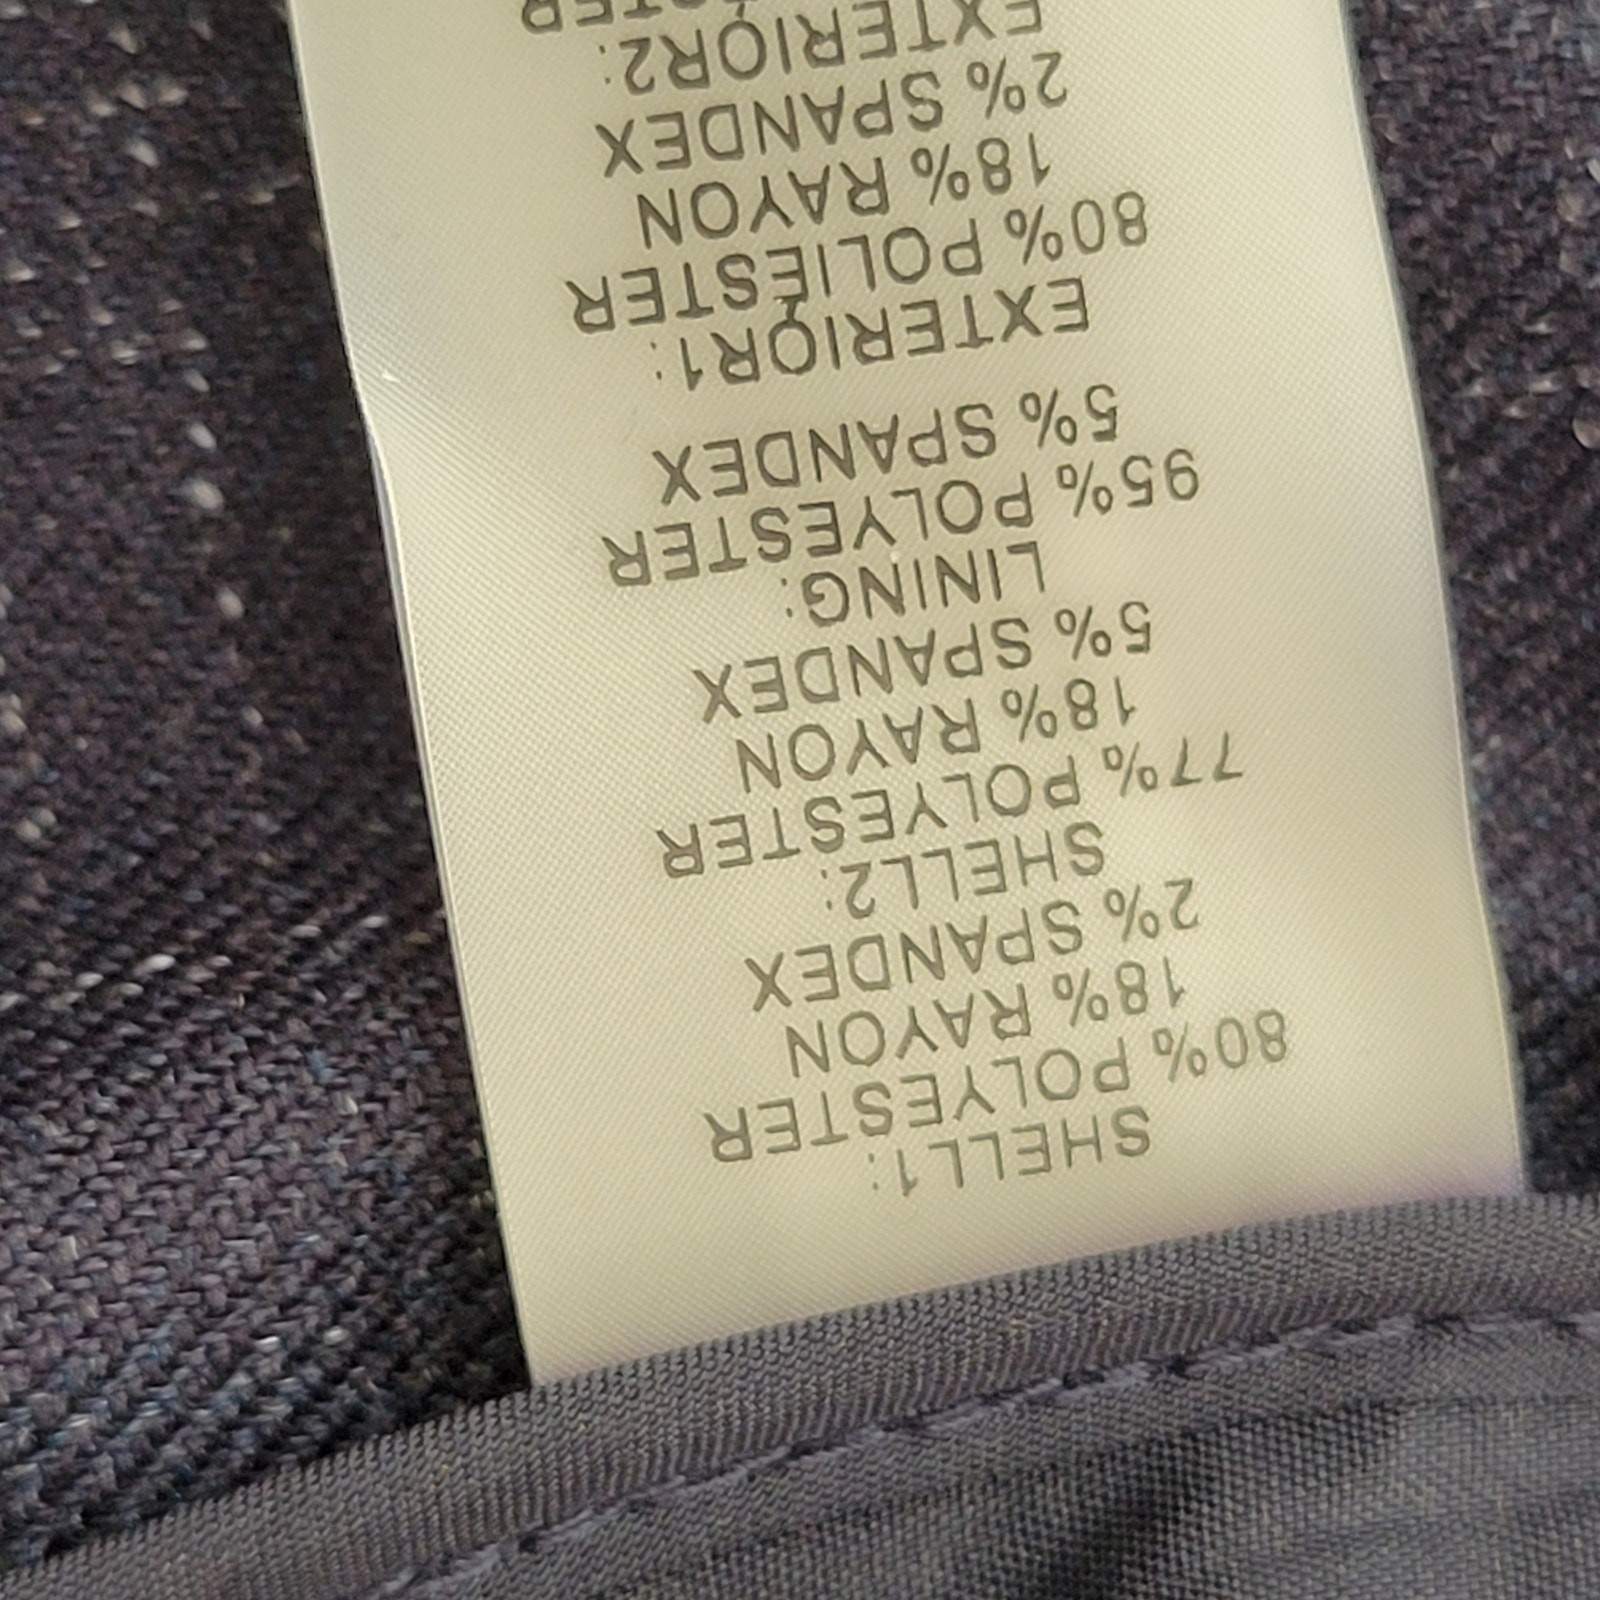 SHELL1:
80% POLYESTER
18% RAYON
2% SPANDEX
SHELL2:
77% POLYESTER
18% RAYON
5% SPANDEX
LINING:
95% POLYESTER
5% SPANDEX
EXTERIOR1:
80% POLIESTER
18% RAYON
2% SPANDEX
EXTERIOR2: